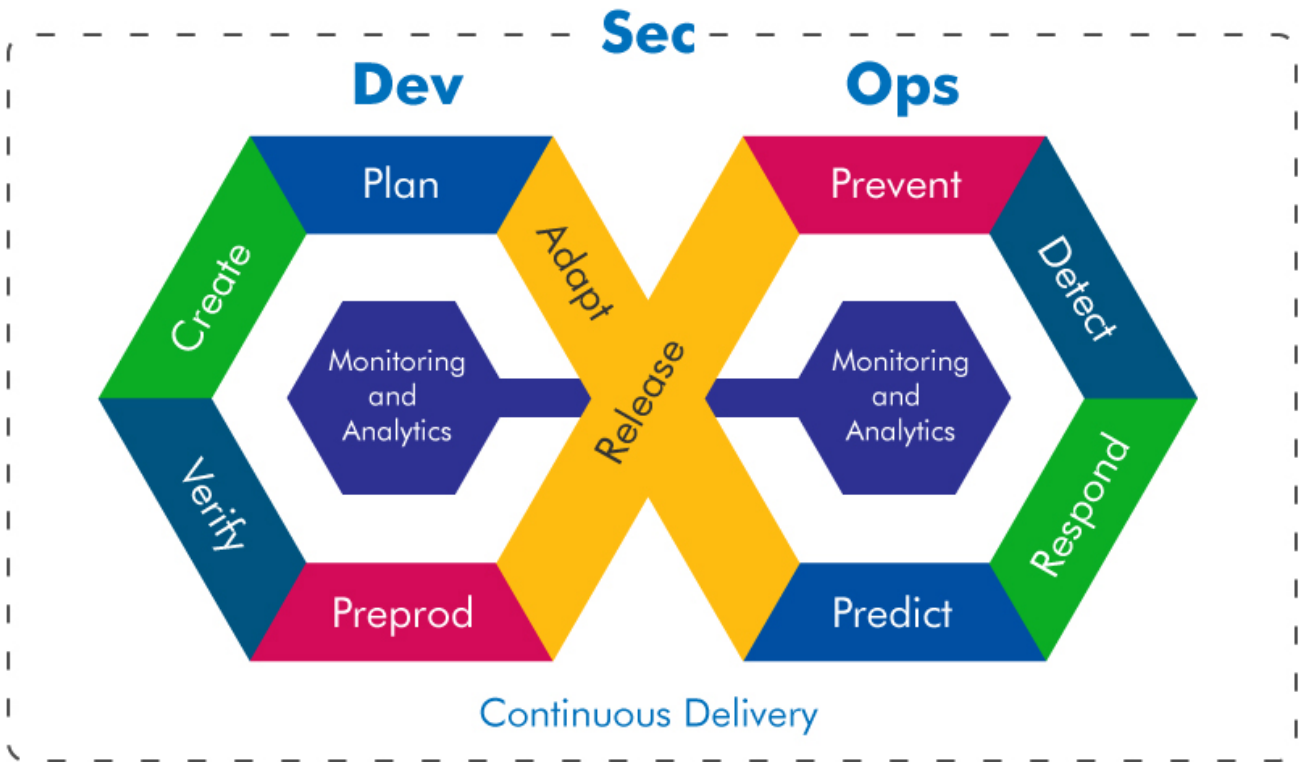 Sec
Dev
Ops
Plan
Adapt
Prevent
Create
Detect
Monitoring
and
Analytics
Release
Monitoring
and
Analytics
Verify
Respond
Preprod
Predict
Continuous Delivery